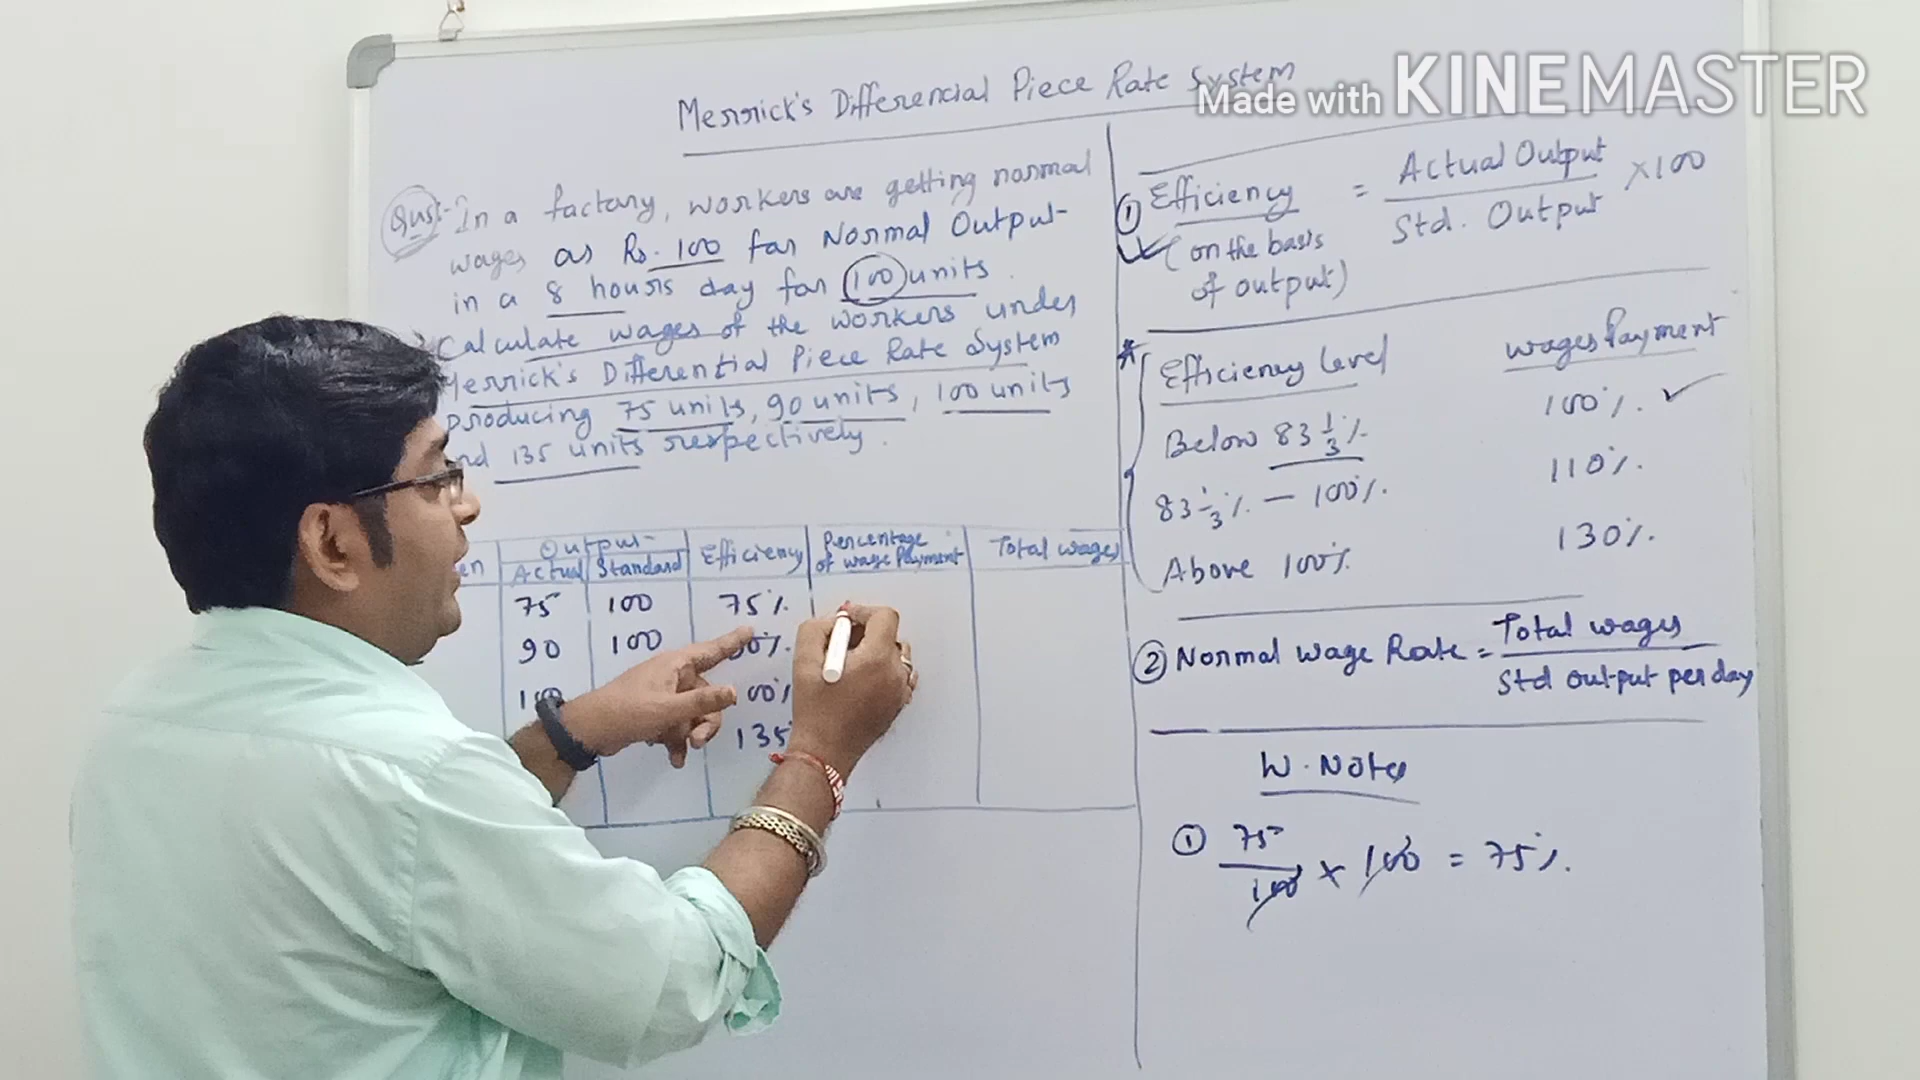 Merrick's Differencial Piece Rate System
Made with KINEMASTER
Qus:- In a factory, workers are getting normal
wages as Rs. 100 for Normal Output
in a 8 hours day for 100 units.
Calculate wages of the workers under
Merrick's Differential Piece Rate System
producing 75 units, 90 units, 100 units
and 135 units respectively.
Output
Actual Standard Efficiency Percentage of wage Payment Total wages
75 100 75%
90 100 90%
100 100%
135
① Efficiency = Actual Output / Std. Output × 100
(on the basis
of output)
* Efficiency Level Wages Payment
Below 83 1/3 % 100% ✓
83 1/3 % — 100% 110%
Above 100% 130%
② Normal Wage Rate = Total wages / Std output per day
W. Notes
① 75/100 × 100 = 75%.